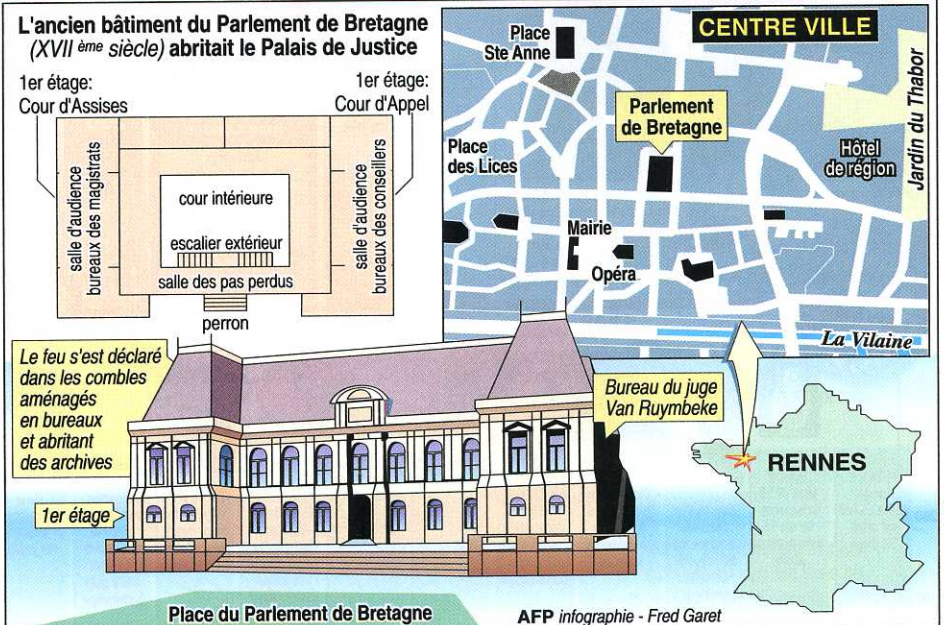 L'ancien bâtiment du Parlement de Bretagne
(XVII ème siècle) abritait le Palais de Justice
1er étage:
Cour d'Assises
1er étage:
Cour d'Appel
salle d'audience
bureaux des magistrats
cour intérieure
escalier extérieur
salle des pas perdus
perron
salle d'audience
bureaux des conseillers
CENTRE VILLE
Place
Ste Anne
Parlement
de Bretagne
Place
des Lices
Hôtel
de région
Jardin du Thabor
Mairie
Opéra
La Vilaine
Le feu s'est déclaré
dans les combles
aménagés
en bureaux
et abritant
des archives
Bureau du juge
Van Ruymbeke
1er étage
RENNES
Place du Parlement de Bretagne
AFP infographie - Fred Garet